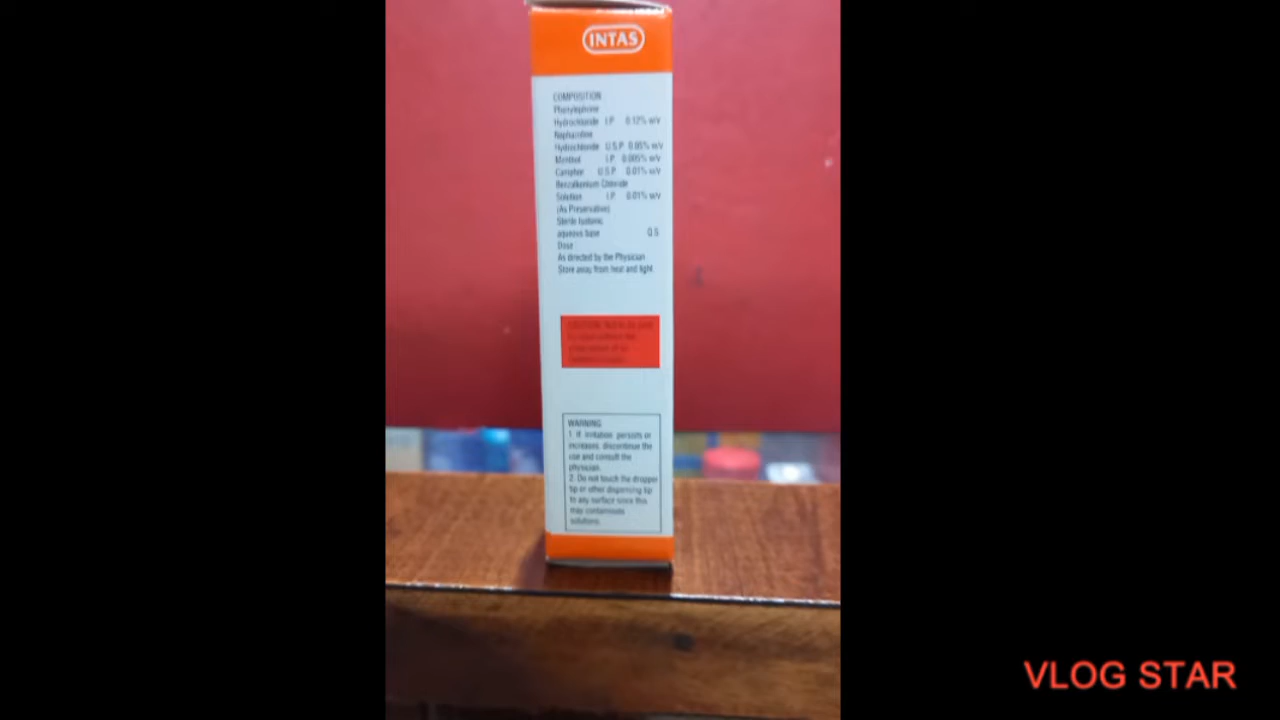 INTAS
COMPOSITION
Phenylephrine
Hydrochloride I.P 0.12% w/v
Naphazoline
Hydrochloride U.S.P 0.05% w/v
Menthol I.P 0.005% w/v
Camphor U.S.P 0.01% w/v
Benzalkonium Chloride
Solution I.P 0.01% w/v
(As Preservative)
Sterile Isotonic
aqueous base Q.S
Dose
As directed by the Physician
Store away from heat and light.
WARNING
1. If irritation persists or
increases, discontinue the
use and consult the
physician.
2. Do not touch the dropper
tip or other dispensing tip
to any surface since this
may contaminate
solutions.
VLOG STAR